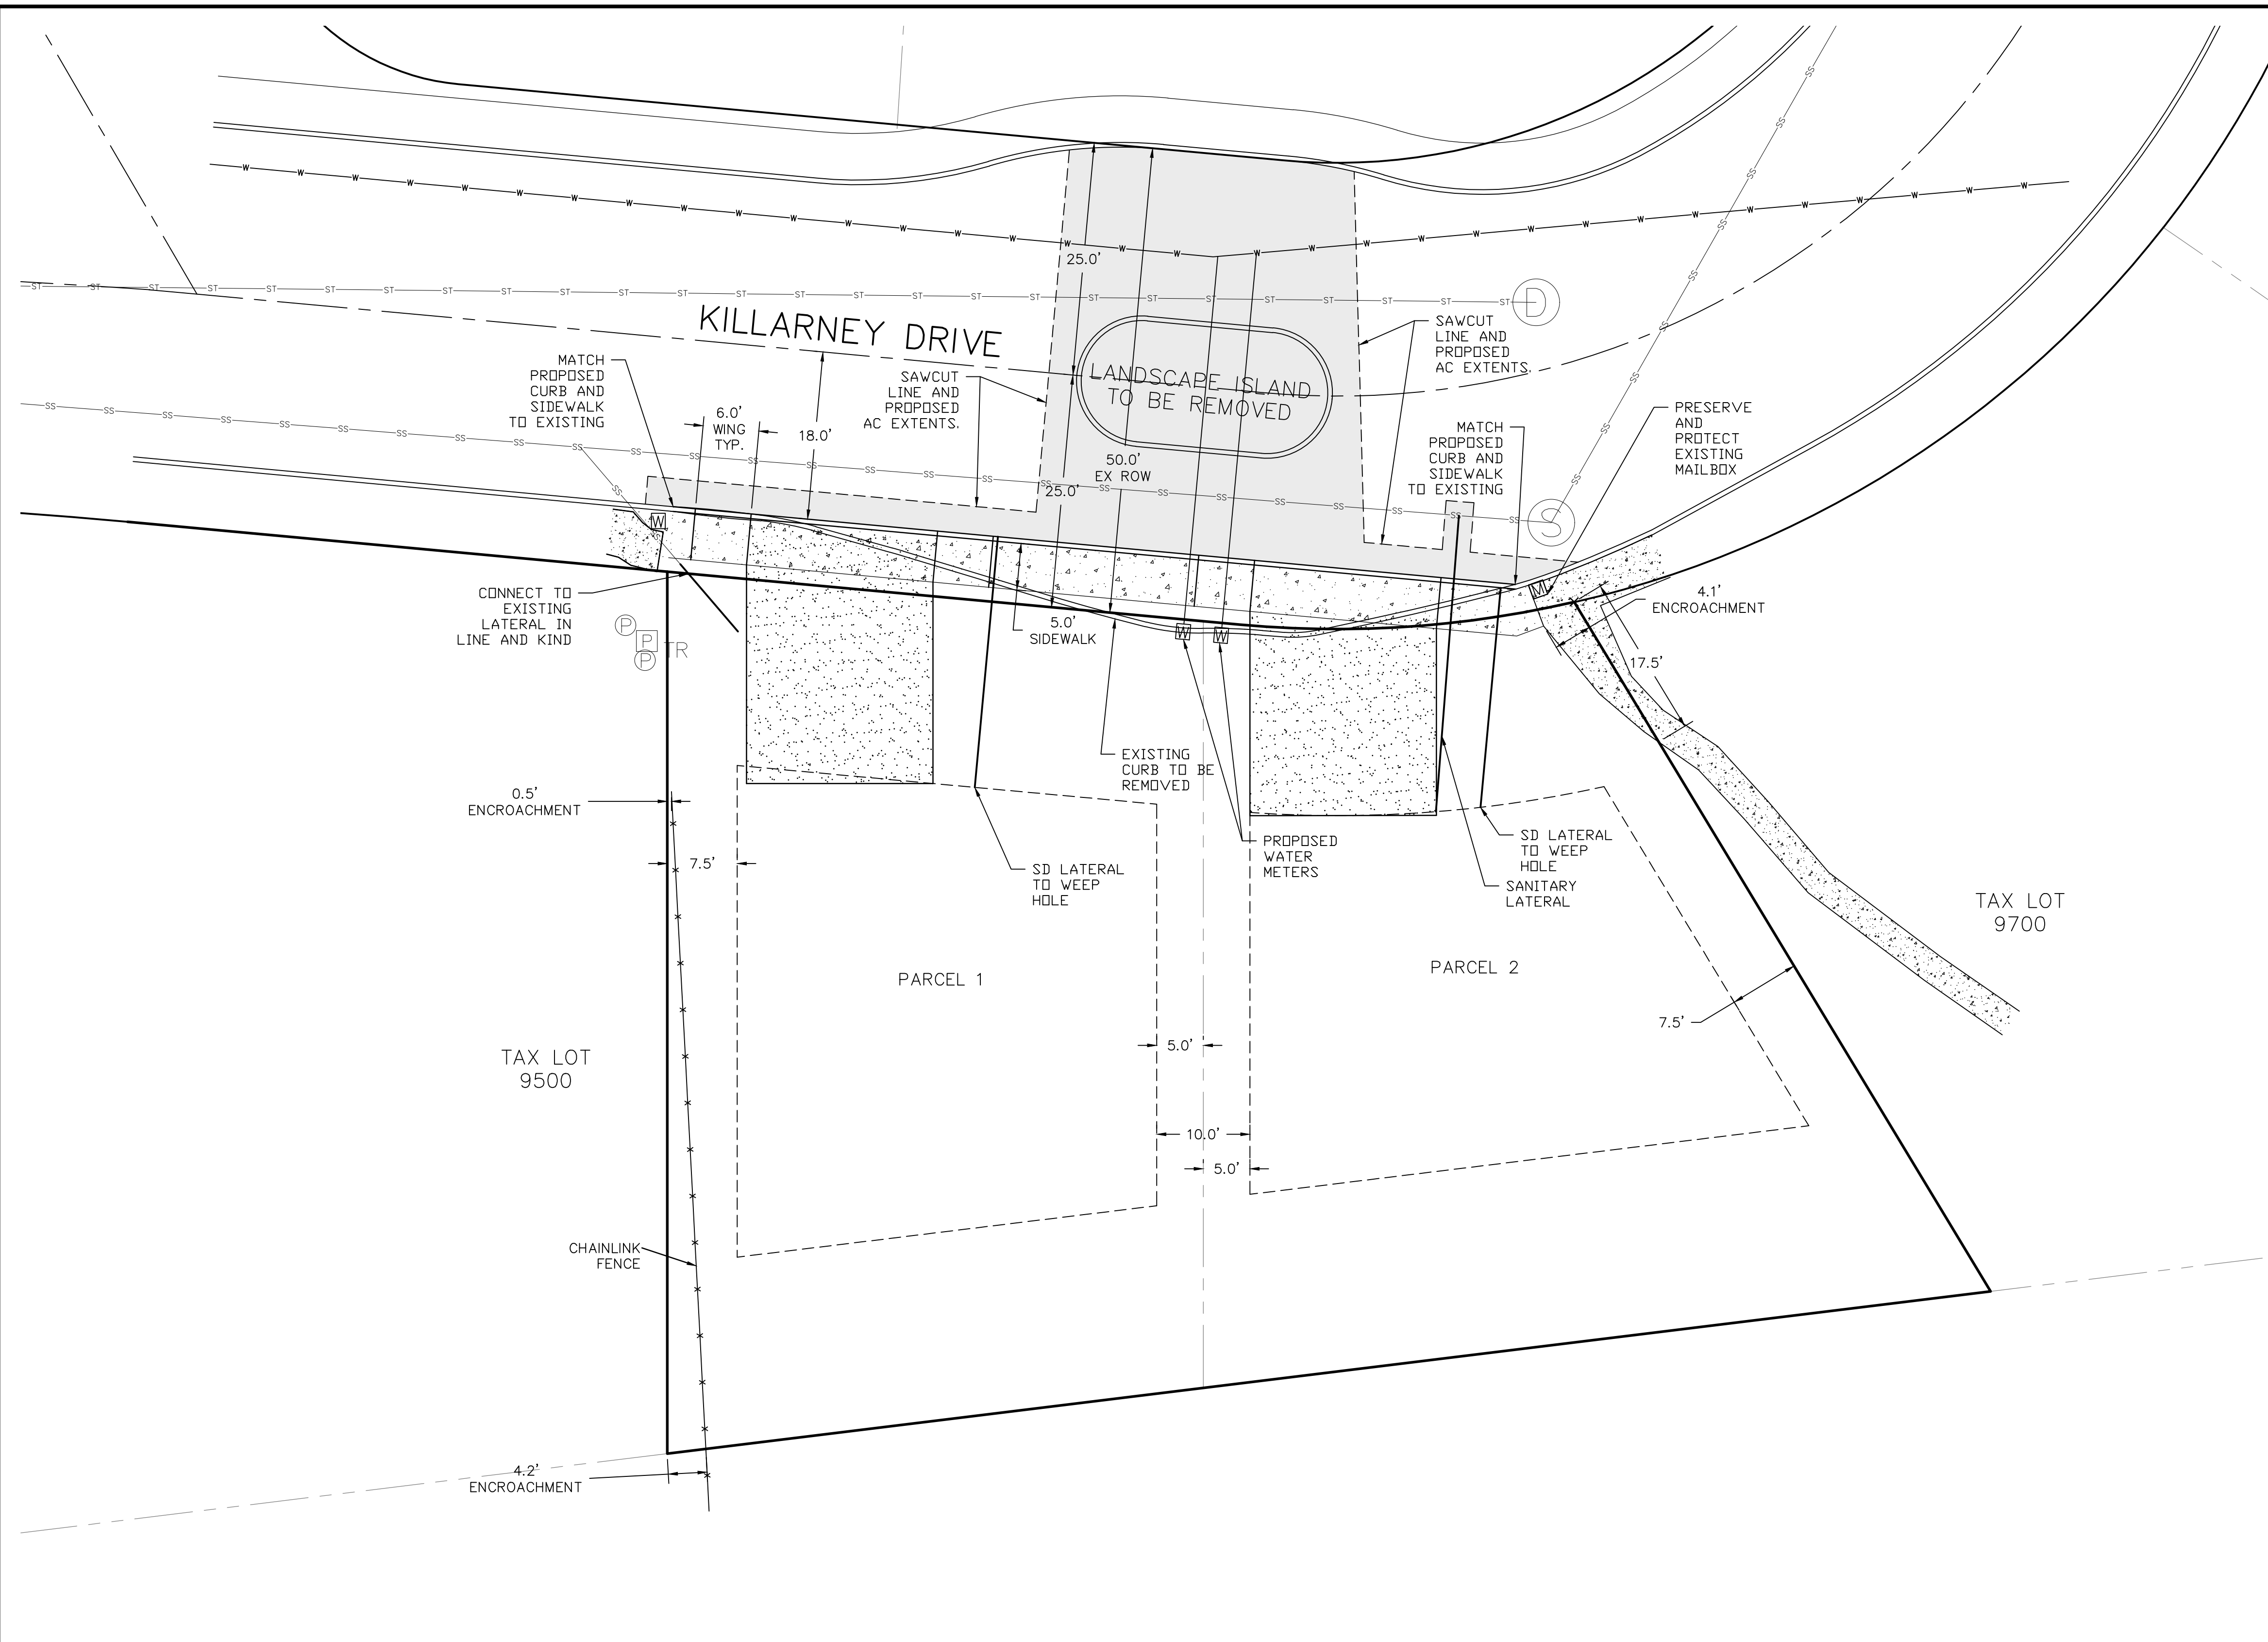 KILLARNEY DRIVE
25.0'
LANDSCAPE ISLAND
TO BE REMOVED
SAWCUT
LINE AND
PROPOSED
AC EXTENTS.
D
MATCH
PROPOSED
CURB AND
SIDEWALK
TO EXISTING
6.0'
WING
TYP.
18.0'
SAWCUT
LINE AND
PROPOSED
AC EXTENTS.
50.0'
EX ROW
25.0'
MATCH
PROPOSED
CURB AND
SIDEWALK
TO EXISTING
PRESERVE
AND
PROTECT
EXISTING
MAILBOX
S
W
M
CONNECT TO
EXISTING
LATERAL IN
LINE AND KIND
P
P
P
TR
5.0'
SIDEWALK
W
W
4.1'
ENCROACHMENT
17.5'
EXISTING
CURB TO BE
REMOVED
0.5'
ENCROACHMENT
7.5'
SD LATERAL
TO WEEP
HOLE
PROPOSED
WATER
METERS
SD LATERAL
TO WEEP
HOLE
SANITARY
LATERAL
TAX LOT
9700
PARCEL 1
PARCEL 2
7.5'
TAX LOT
9500
5.0'
10.0'
5.0'
CHAINLINK
FENCE
4.2'
ENCROACHMENT